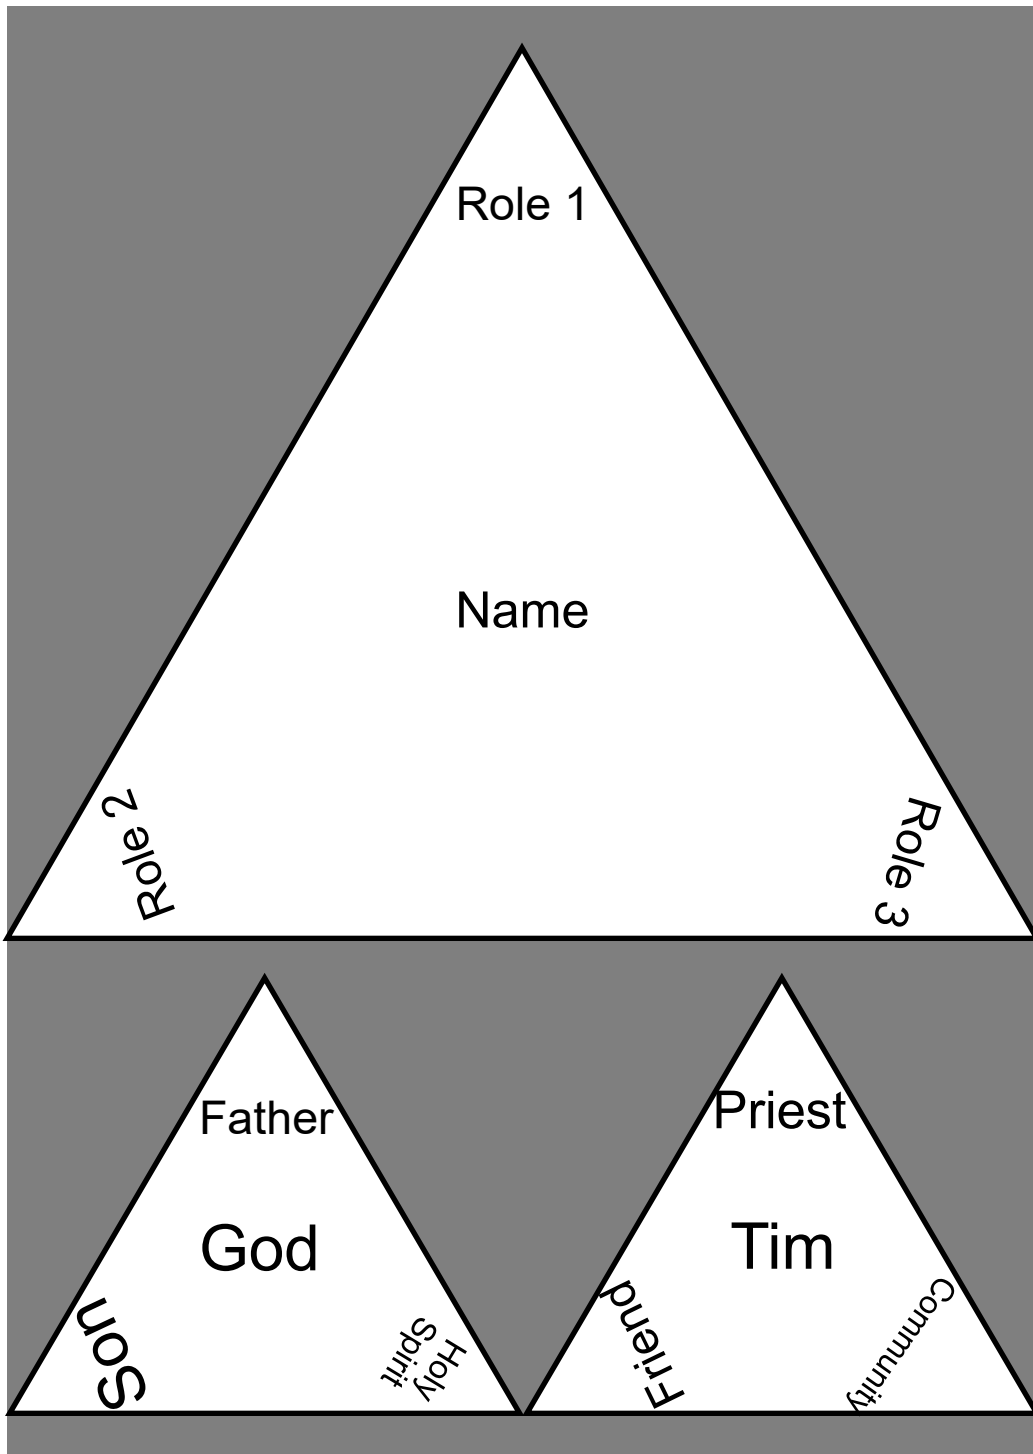 Role 1
Name
Role 2
Role 3
Father
God
Son
Holy
Spirit
Priest
Tim
Friend
Community